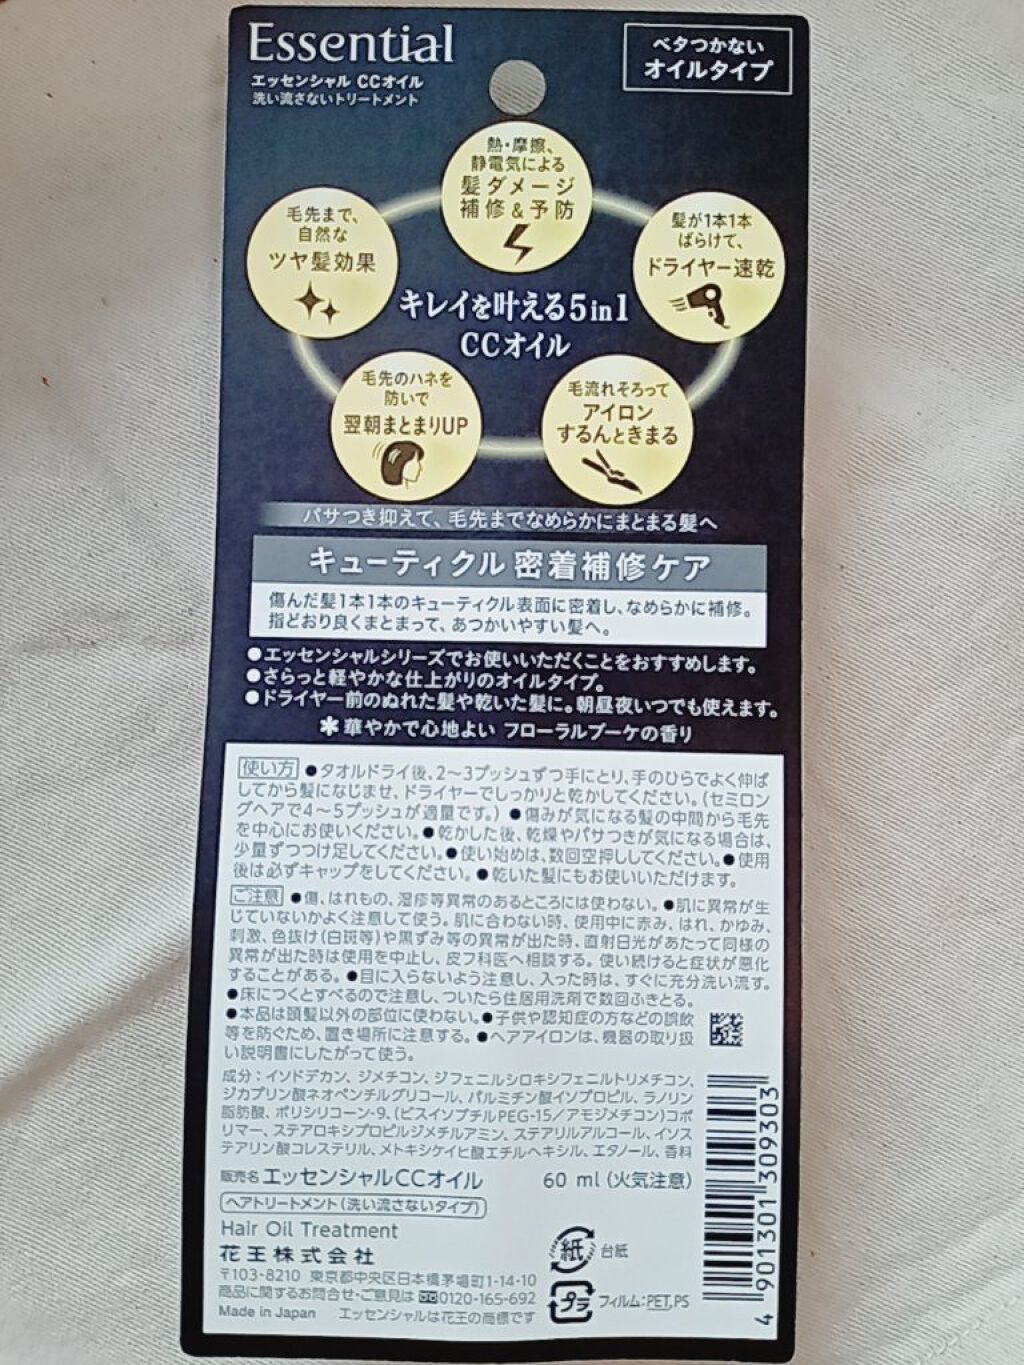 Essential
エッセンシャル CCオイル
洗い流さないトリートメント
ベタつかない
オイルタイプ
熱・摩擦、
静電気による
髪ダメージ
補修&予防
毛先まで、
自然な
ツヤ髪効果
髪が1本1本
ばらけて、
ドライヤー速乾
キレイを叶える5in1
CCオイル
毛先のハネを
防いで
翌朝まとまりUP
毛流れそろって
アイロン
するんときまる
パサつき抑えて、毛先までなめらかにまとまる髪へ
キューティクル 密着補修ケア
傷んだ髪1本1本のキューティクル表面に密着し、なめらかに補修。
指どおり良くまとまって、あつかいやすい髪へ。
●エッセンシャルシリーズでお使いいただくことをおすすめします。
●さらっと軽やかな仕上がりのオイルタイプ。
●ドライヤー前のぬれた髪や乾いた髪に。朝昼夜いつでも使えます。
＊華やかで心地よい フローラルブーケの香り
使い方 ●タオルドライ後、2～3プッシュずつ手にとり、手のひらでよく伸ば
してから髪になじませ、ドライヤーでしっかりと乾かしてください。(セミロン
グヘアで4～5プッシュが適量です。) ●傷みが気になる髪の中間から毛先
を中心にお使いください。●乾かした後、乾燥やパサつきが気になる場合は、
少量ずつつけ足してください。●使い始めは、数回空押ししてください。●使用
後は必ずキャップをしてください。●乾いた髪にもお使いいただけます。
ご注意 ●傷、はれもの、湿疹等異常のあるところには使わない。●肌に異常が生
じていないかよく注意して使う。肌に合わない時、使用中に赤み、はれ、かゆみ、
刺激、色抜け(白斑等)や黒ずみ等の異常が出た時、直射日光があたって同様の
異常が出た時は使用を中止し、皮フ科医へ相談する。使い続けると症状が悪化
することがある。●目に入らないよう注意し、入った時は、すぐに充分洗い流す。
●床につくとすべるので注意し、ついたら住居用洗剤で数回ふきとる。
●本品は頭髪以外の部位に使わない。●子供や認知症の方などの誤飲
等を防ぐため、置き場所に注意する。●ヘアアイロンは、機器の取り扱
い説明書にしたがって使う。
成分：イソドデカン、ジメチコン、ジフェニルシロキシフェニルトリメチコン、
ジカプリン酸ネオペンチルグリコール、パルミチン酸イソプロピル、ラノリン
脂肪酸、ポリシリコーン-9、(ビスイソブチルPEG-15/アモジメチコン)コポ
リマー、ステアロキシプロピルジメチルアミン、ステアリルアルコール、イソス
テアリン酸コレステリル、メトキシケイヒ酸エチルヘキシル、エタノール、香料
販売名 エッセンシャルCCオイル 60 ml (火気注意)
ヘアトリートメント(洗い流さないタイプ)
Hair Oil Treatment
花王株式会社
〒103-8210 東京都中央区日本橋茅場町1-14-10
商品に関するお問合せ・ご意見は 0120-165-692
Made in Japan エッセンシャルは花王の商標です
紙 台紙
プラ フィルム:PET,PS
4 901301 309303